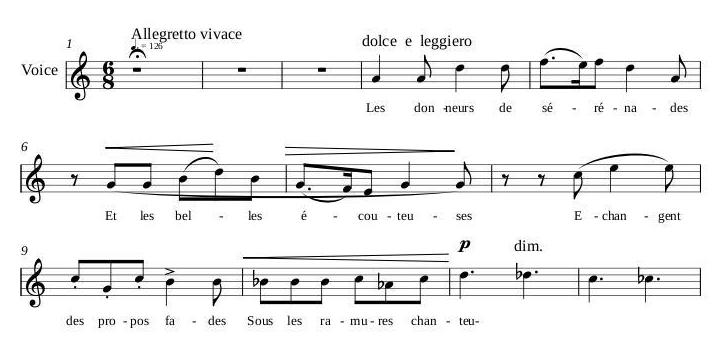 Allegretto vivace
1 ♩. = 126 dolce e leggiero
Voice
Les don -neurs de sé - ré - na - des
6
Et les bel - les é - cou - teu - ses E - chan - gent
9 p dim.
des pro - pos fa - des Sous les ra - mu - res chan - teu-